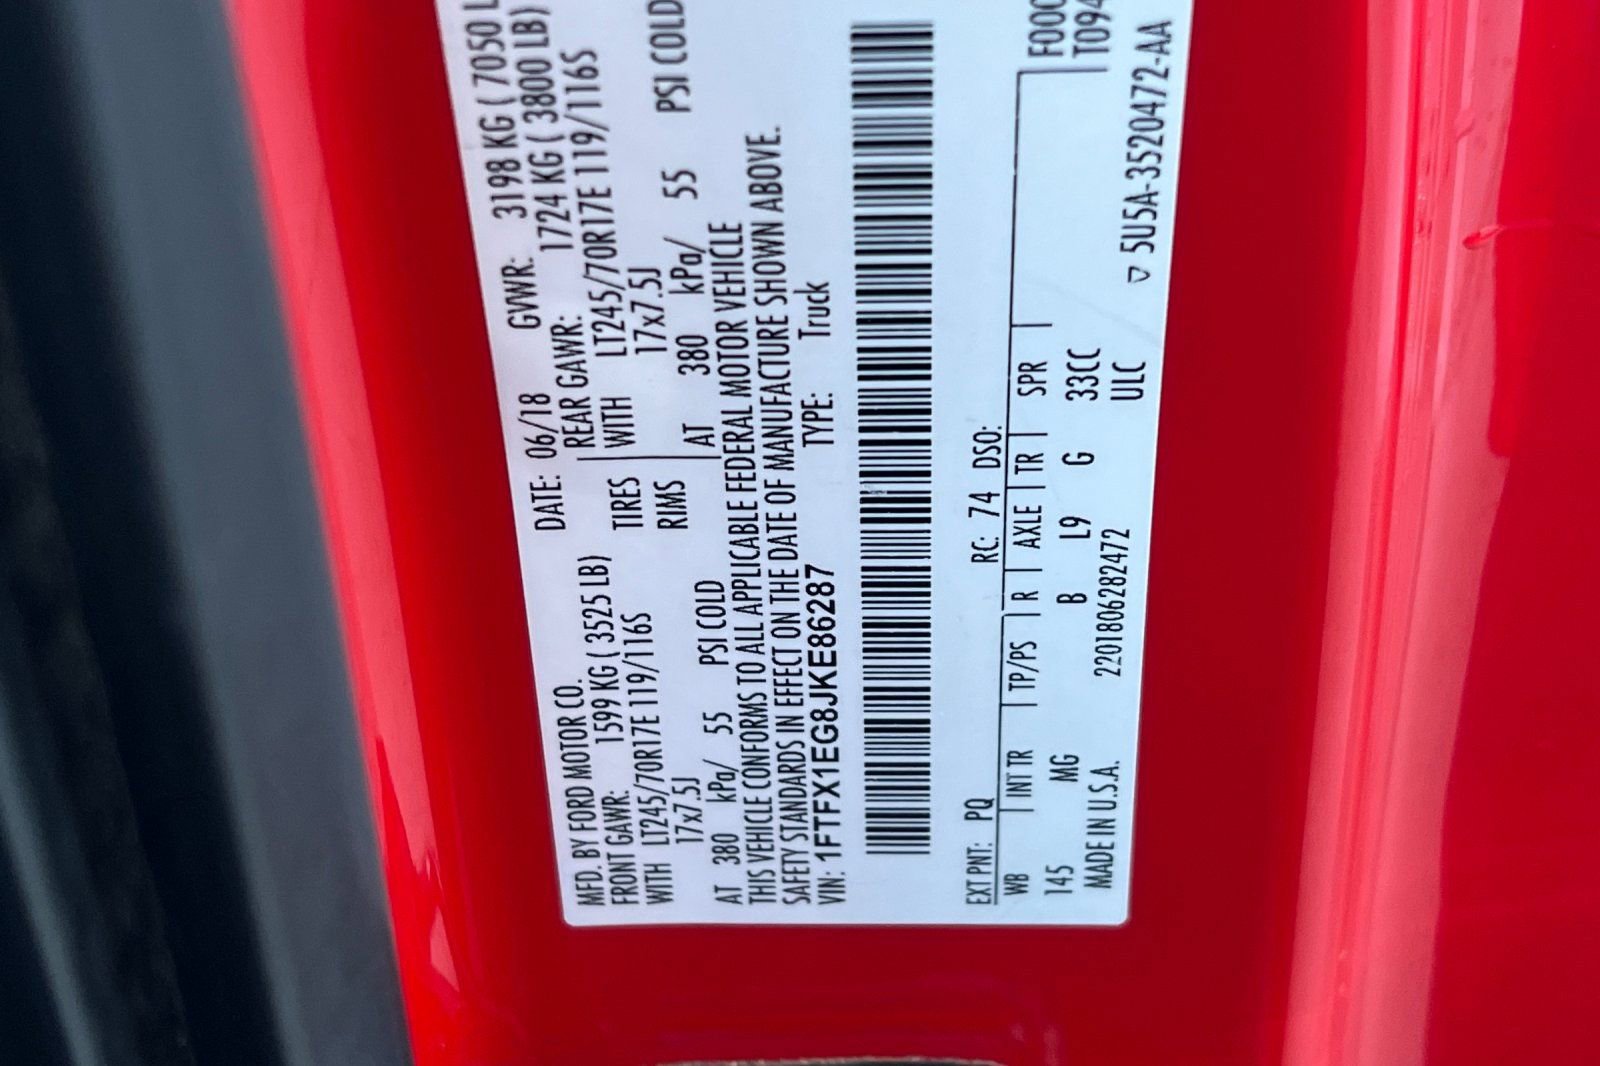 MFD. BY FORD MOTOR CO.
DATE: 06/18 GVWR: 3198 KG ( 7050 L
FRONT GAWR: 1599 KG ( 3525 LB)
REAR GAWR: 1724 KG ( 3800 LB)
WITH LT245/70R17E 119/116S
TIRES WITH LT245/70R17E 119/116S
17x7.5J
RIMS 17x7.5J
AT 380 kPa/ 55 PSI COLD
AT 380 kPa/ 55 PSI COLD
THIS VEHICLE CONFORMS TO ALL APPLICABLE FEDERAL MOTOR VEHICLE
SAFETY STANDARDS IN EFFECT ON THE DATE OF MANUFACTURE SHOWN ABOVE.
VIN: 1FTFX1EG8JKE86287 TYPE: Truck
F000
T094
EXT PNT: PQ RC: 74 DSO:
WB INT TR TP/PS R AXLE TR SPR
145 MG B L9 G 33CC
MADE IN U.S.A. 2201806282472 ULC
▽ 5U5A-3520472-AA